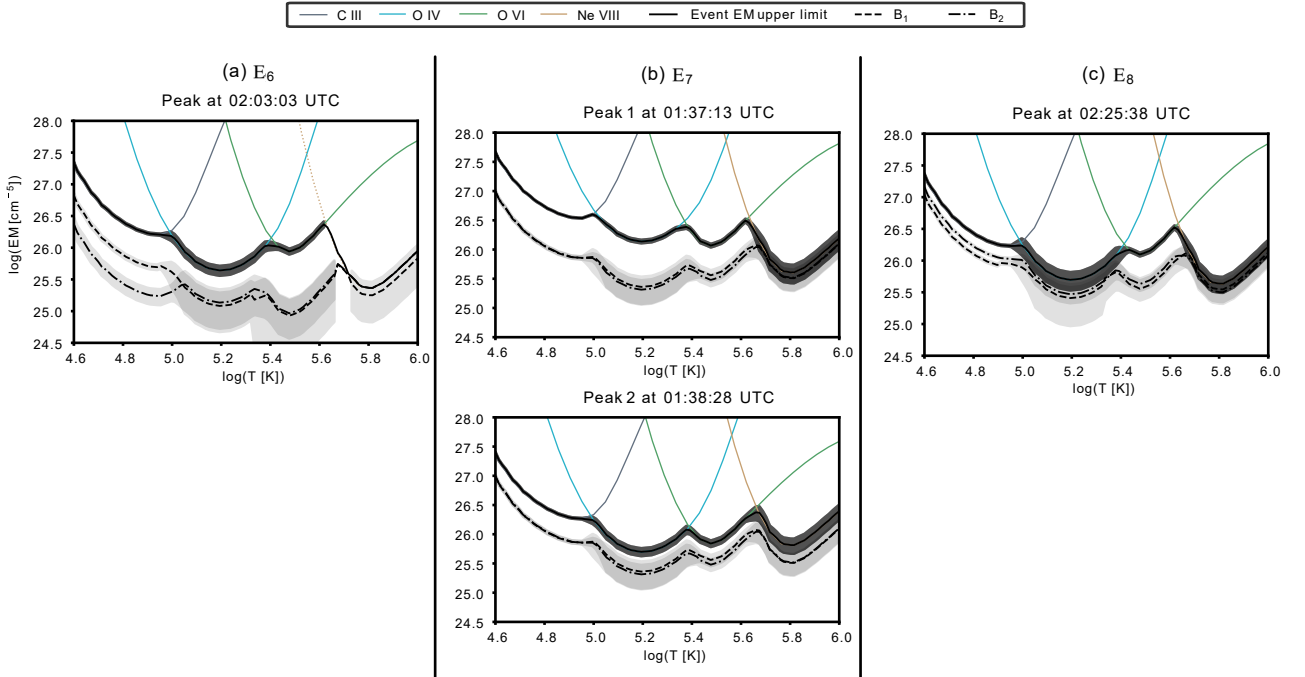 C III O IV O VI Ne VIII Event EM upper limit B₁ B₂
(a) E₆
Peak at 02:03:03 UTC
28.0
27.5
27.0
26.5
26.0
25.5
25.0
24.5
log(EM [cm⁻⁵])
4.6 4.8 5.0 5.2 5.4 5.6 5.8 6.0
log(T [K])
(b) E₇
Peak 1 at 01:37:13 UTC
28.0
27.5
27.0
26.5
26.0
25.5
25.0
24.5
4.6 4.8 5.0 5.2 5.4 5.6 5.8 6.0
log(T [K])
Peak 2 at 01:38:28 UTC
28.0
27.5
27.0
26.5
26.0
25.5
25.0
24.5
4.6 4.8 5.0 5.2 5.4 5.6 5.8 6.0
log(T [K])
(c) E₈
Peak at 02:25:38 UTC
28.0
27.5
27.0
26.5
26.0
25.5
25.0
24.5
4.6 4.8 5.0 5.2 5.4 5.6 5.8 6.0
log(T [K])